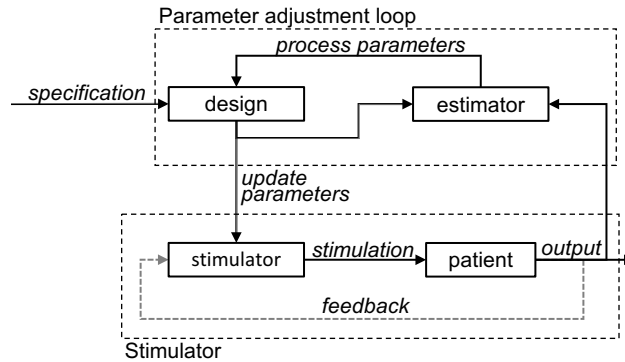 Parameter adjustment loop
process parameters
specification
design
estimator
update
parameters
stimulator
stimulation
patient
output
feedback
Stimulator